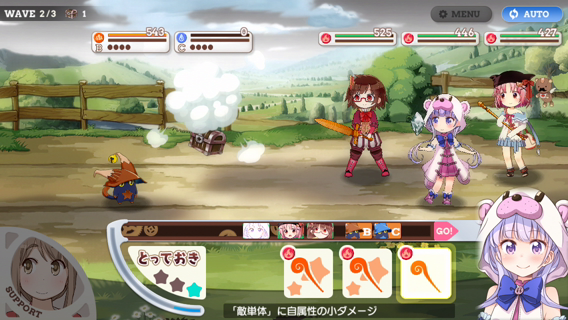 WAVE 2/3 1
MENU
AUTO
543
B
0
C
525
446
427
B C GO!
とっておき
SUPPORT
「敵単体」に自属性の小ダメージ